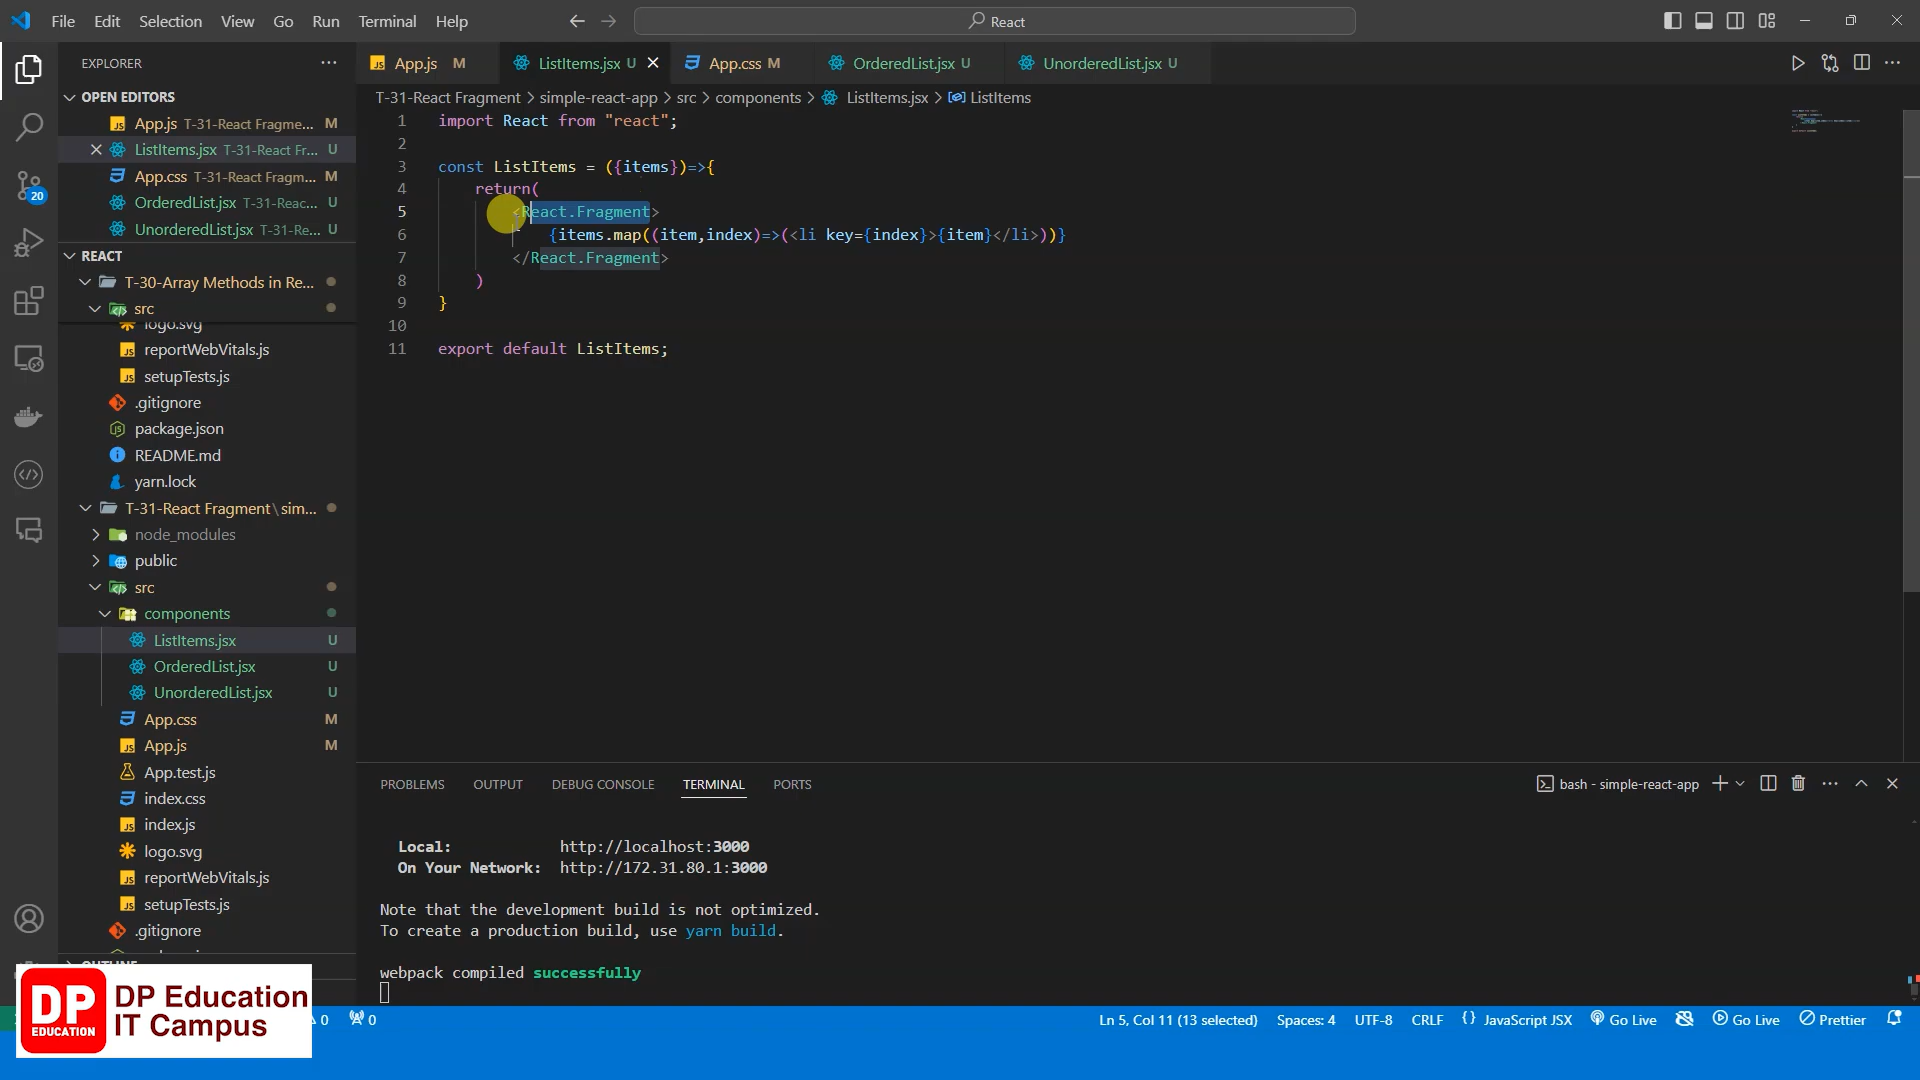 File Edit Selection View Go Run Terminal Help
React
EXPLORER
OPEN EDITORS
App.js T-31-React Fragme... M
ListItems.jsx T-31-React Fr... U
App.css T-31-React Fragm... M
OrderedList.jsx T-31-Reac... U
UnorderedList.jsx T-31-Re... U
REACT
T-30-Array Methods in Re...
src
logo.svg
reportWebVitals.js
setupTests.js
.gitignore
package.json
README.md
yarn.lock
T-31-React Fragment\sim...
node_modules
public
src
components
ListItems.jsx U
OrderedList.jsx U
UnorderedList.jsx U
App.css M
App.js M
App.test.js
index.css
index.js
logo.svg
reportWebVitals.js
setupTests.js
.gitignore
OUTLINE
20
App.js M ListItems.jsx U App.css M OrderedList.jsx U UnorderedList.jsx U
T-31-React Fragment > simple-react-app > src > components > ListItems.jsx > ListItems
1 import React from "react";
2
3 const ListItems = ({items})=>{
4 return(
5 <React.Fragment>
6 {items.map((item,index)=>(<li key={index}>{item}</li>))}
7 </React.Fragment>
8 )
9 }
10
11 export default ListItems;
PROBLEMS OUTPUT DEBUG CONSOLE TERMINAL PORTS
bash - simple-react-app
Local: http://localhost:3000
On Your Network: http://172.31.80.1:3000
Note that the development build is not optimized.
To create a production build, use yarn build.
webpack compiled successfully
DP EDUCATION
DP Education
IT Campus
0 0
Ln 5, Col 11 (13 selected) Spaces: 4 UTF-8 CRLF {} JavaScript JSX Go Live Go Live Prettier